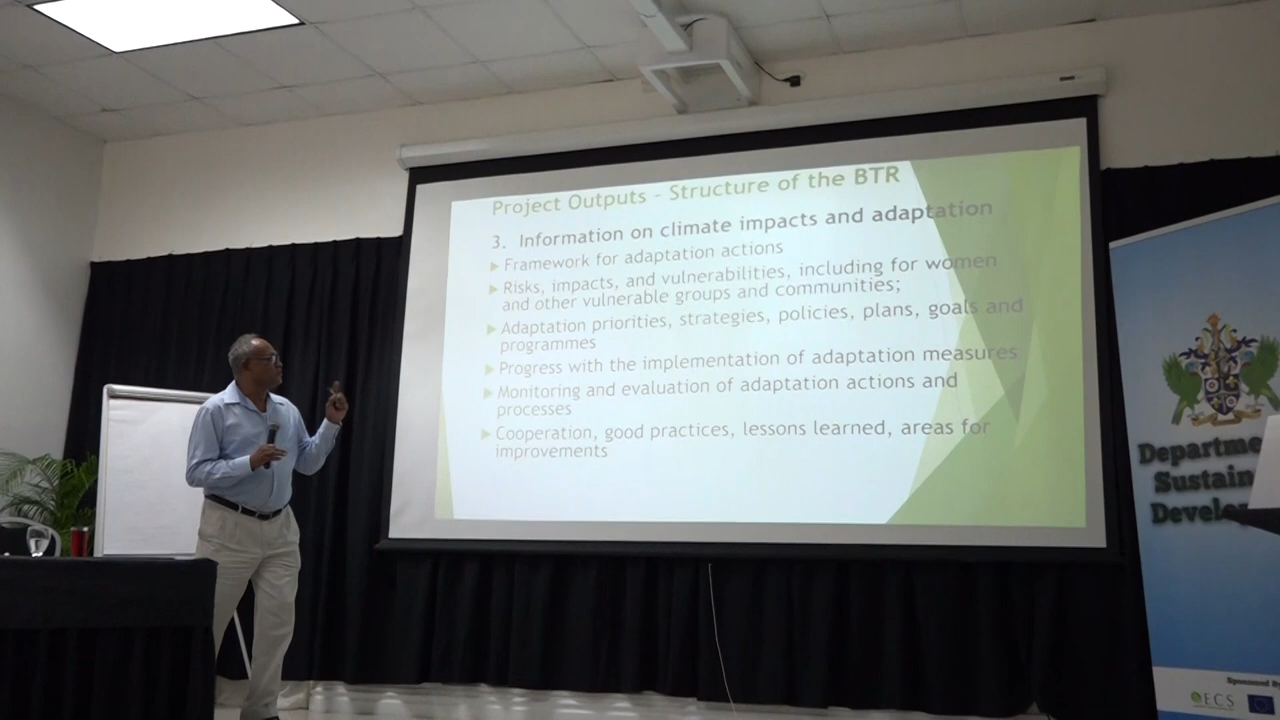 Project Outputs - Structure of the BTR
3. Information on climate impacts and adaptation
Framework for adaptation actions
Risks, impacts, and vulnerabilities, including for women
and other vulnerable groups and communities;
Adaptation priorities, strategies, policies, plans, goals and
programmes
Progress with the implementation of adaptation measures
Monitoring and evaluation of adaptation actions and
processes
Cooperation, good practices, lessons learned, areas for
improvements
Departme
Sustain
Develo
Sponsored By
OECS